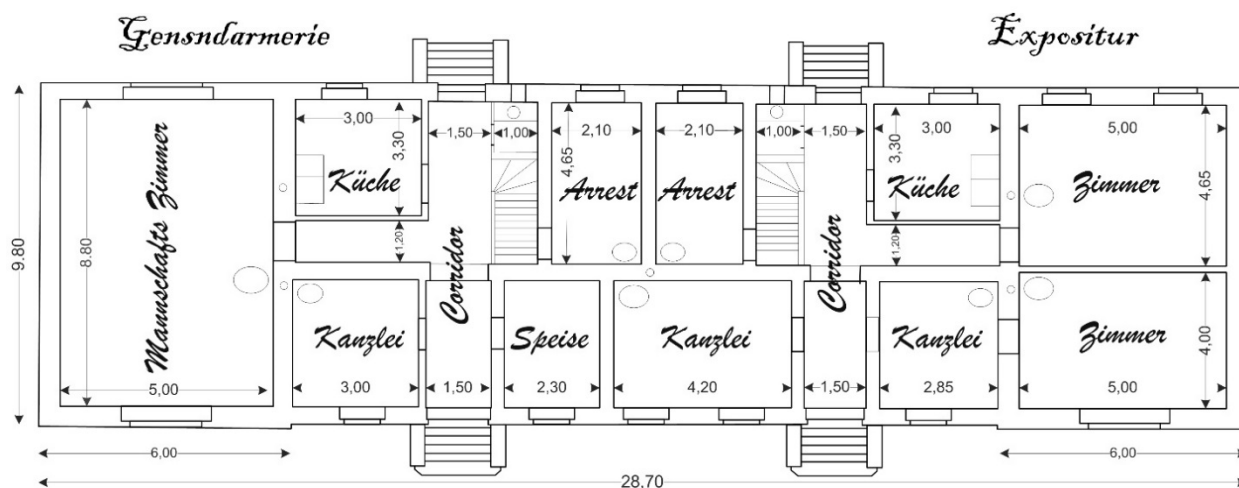 Gensndarmerie
Expositur
3,00
1,50
1,00
2,10
2,10
1,00
1,50
3,00
5,00
3,30
4,65
3,30
4,65
Küche
Arrest
Arrest
Küche
Zimmer
9.80
8.80
Mannschafts Zimmer
1,20
Corridor
Corridor
1,20
Kanzlei
Speise
Kanzlei
Kanzlei
Zimmer
4,00
5,00
3,00
1,50
2,30
4,20
1,50
2,85
5,00
6,00
6,00
28.70